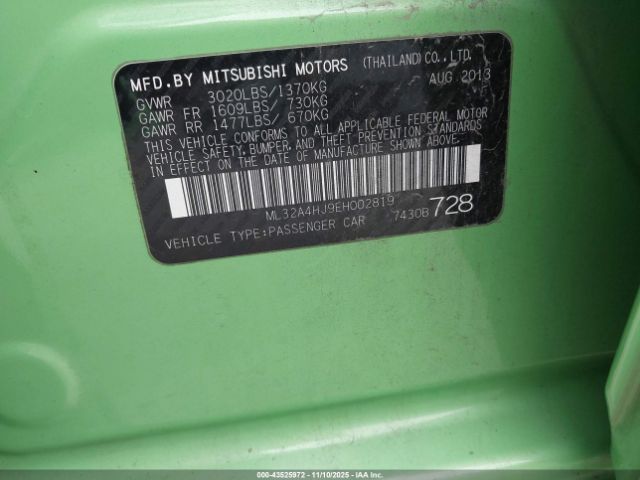 MFD.BY MITSUBISHI MOTORS (THAILAND)CO.,LTD.
GVWR 3020LBS/1370KG AUG 2013
GAWR FR 1609LBS/ 730KG
GAWR RR 1477LBS/ 670KG
THIS VEHICLE CONFORMS TO ALL APPLICABLE FEDERAL MOTOR
VEHICLE SAFETY, BUMPER, AND THEFT PREVENTION STANDARDS
IN EFFECT ON THE DATE OF MANUFACTURE SHOWN ABOVE.
ML32A4HJ9EH002819
VEHICLE TYPE:PASSENGER CAR 7430B 728
000-43525972 — 11/10/2025 — IAAI.COM